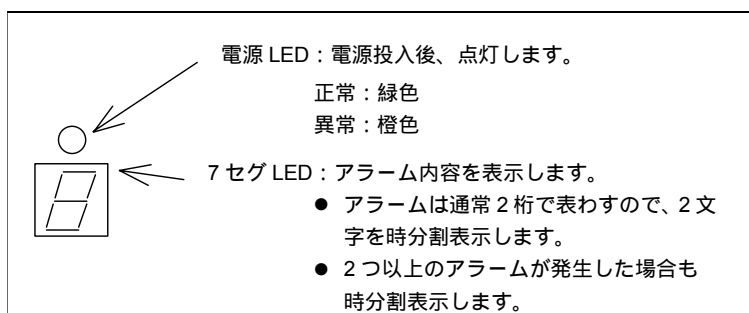 電源 LED：電源投入後、点灯します。
正常：緑色
異常：橙色
7 セグ LED：アラーム内容を表示します。
● アラームは通常 2 桁で表わすので、2 文
字を時分割表示します。
● 2 つ以上のアラームが発生した場合も
時分割表示します。